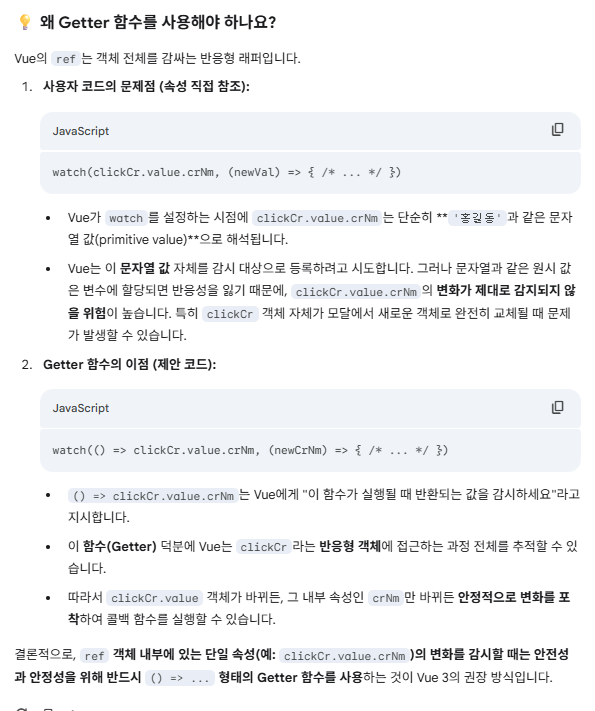 💡 왜 Getter 함수를 사용해야 하나요?
Vue의 ref 는 객체 전체를 감싸는 반응형 래퍼입니다.
1. 사용자 코드의 문제점 (속성 직접 참조):
JavaScript
watch(clickCr.value.crNm, (newVal) => { /* ... */ })
• Vue가 watch 를 설정하는 시점에 clickCr.value.crNm 는 단순히 ** '홍길동' 과 같은 문자
열 값(primitive value)**으로 해석됩니다.
• Vue는 이 문자열 값 자체를 감시 대상으로 등록하려고 시도합니다. 그러나 문자열과 같은 원시 값
은 변수에 할당되면 반응성을 잃기 때문에, clickCr.value.crNm 의 변화가 제대로 감지되지 않
을 위험이 높습니다. 특히 clickCr 객체 자체가 모달에서 새로운 객체로 완전히 교체될 때 문제
가 발생할 수 있습니다.
2. Getter 함수의 이점 (제안 코드):
JavaScript
watch(() => clickCr.value.crNm, (newCrNm) => { /* ... */ })
• () => clickCr.value.crNm 는 Vue에게 "이 함수가 실행될 때 반환되는 값을 감시하세요"라고
지시합니다.
• 이 함수(Getter) 덕분에 Vue는 clickCr 라는 반응형 객체에 접근하는 과정 전체를 추적할 수 있
습니다.
• 따라서 clickCr.value 객체가 바뀌든, 그 내부 속성인 crNm 만 바뀌든 안정적으로 변화를 포
착하여 콜백 함수를 실행할 수 있습니다.
결론적으로, ref 객체 내부에 있는 단일 속성(예: clickCr.value.crNm )의 변화를 감시할 때는 안전성
과 안정성을 위해 반드시 () => ... 형태의 Getter 함수를 사용하는 것이 Vue 3의 권장 방식입니다.